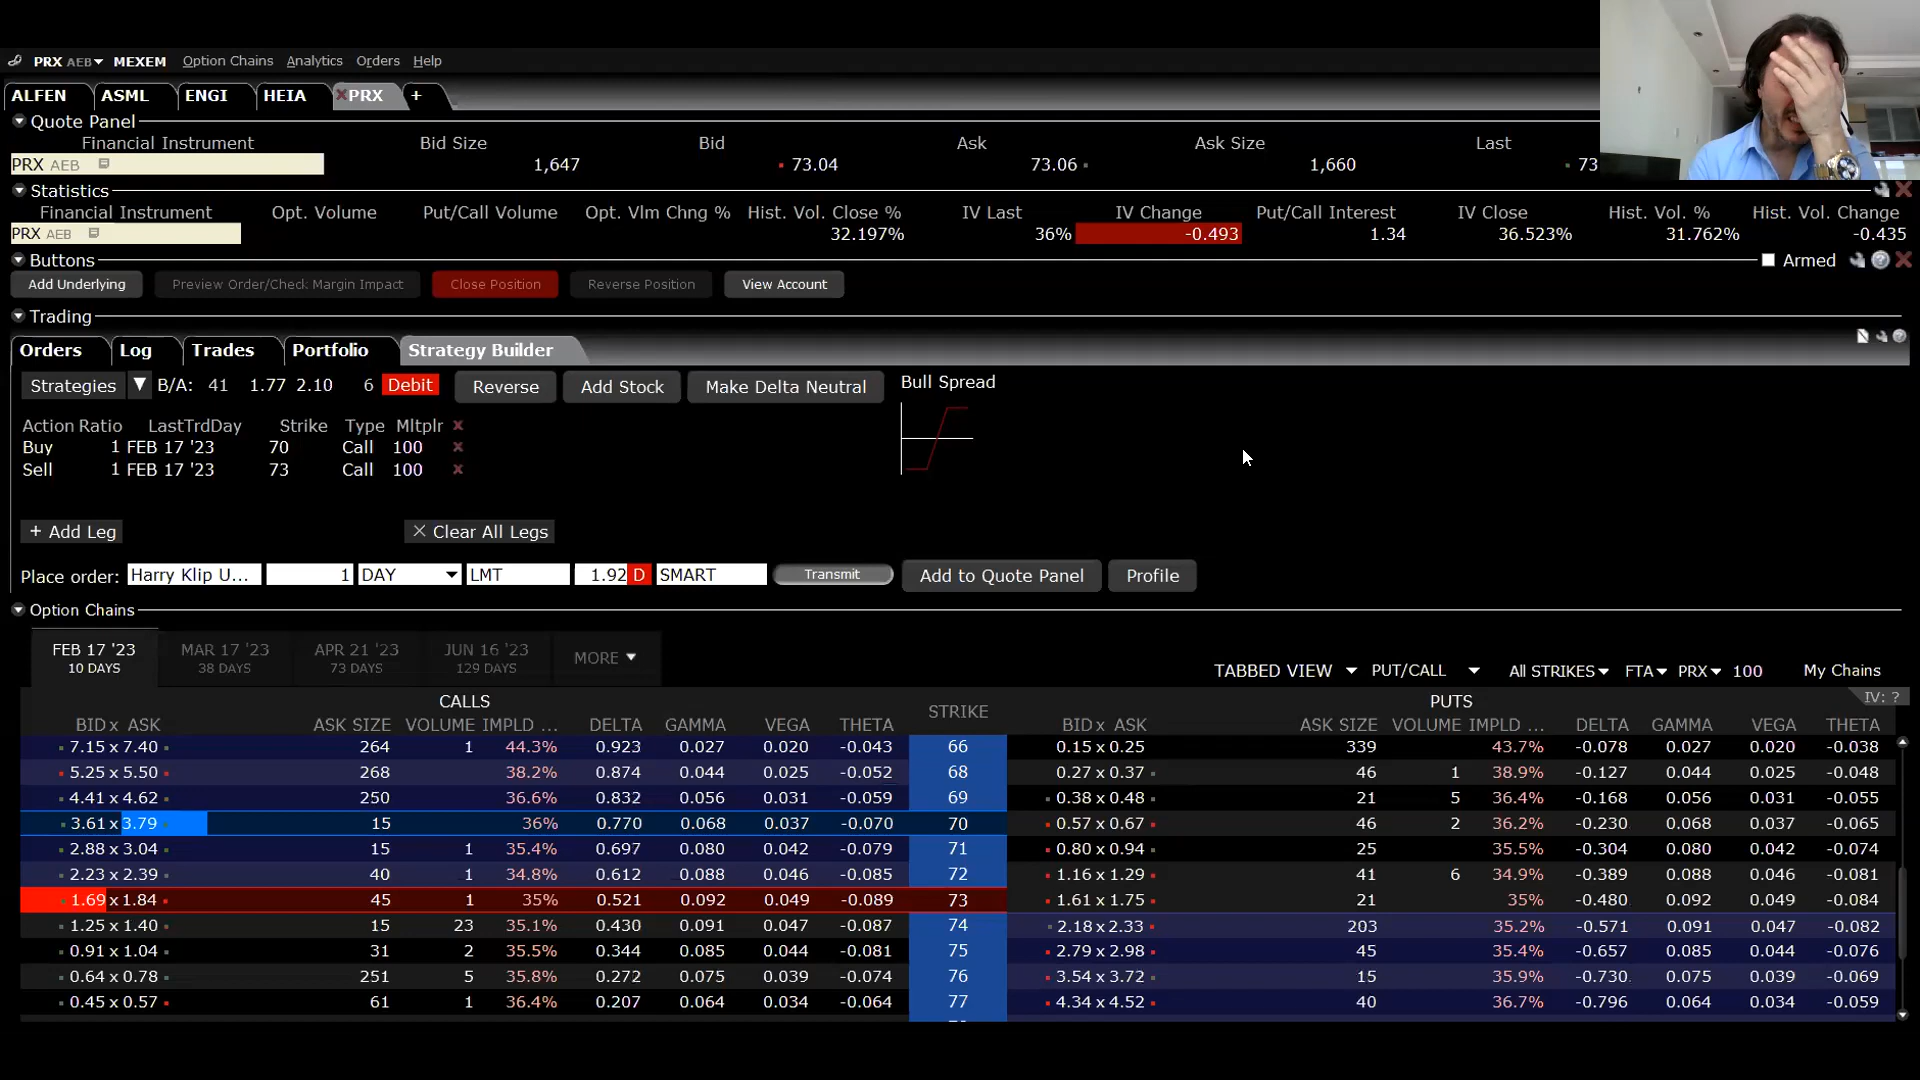 PRX AEB MEXEM Option Chains Analytics Orders Help
ALFEN ASML ENGI HEIA PRX +
Quote Panel
Financial Instrument Bid Size Bid Ask Ask Size Last
PRX AEB 1,647 73.04 73.06 1,660 73
Statistics
Financial Instrument Opt. Volume Put/Call Volume Opt. Vlm Chng % Hist. Vol. Close % IV Last IV Change Put/Call Interest IV Close Hist. Vol. % Hist. Vol. Change
PRX AEB 32.197% 36% -0.493 1.34 36.523% 31.762% -0.435
Buttons Armed
Add Underlying Preview Order/Check Margin Impact Close Position Reverse Position View Account
Trading
Orders Log Trades Portfolio Strategy Builder
Strategies B/A: 41 1.77 2.10 6 Debit Reverse Add Stock Make Delta Neutral Bull Spread
Action Ratio LastTrdDay Strike Type Mltplr
Buy 1 FEB 17 '23 70 Call 100
Sell 1 FEB 17 '23 73 Call 100
+ Add Leg Clear All Legs
Place order: Harry Klip U... 1 DAY LMT 1.92 D SMART Transmit Add to Quote Panel Profile
Option Chains
FEB 17 '23 MAR 17 '23 APR 21 '23 JUN 16 '23 MORE
10 DAYS 38 DAYS 73 DAYS 129 DAYS
TABBED VIEW PUT/CALL All STRIKES FTA PRX 100 My Chains
IV: ?
CALLS STRIKE PUTS
BID x ASK ASK SIZE VOLUME IMPLD ... DELTA GAMMA VEGA THETA BID x ASK ASK SIZE VOLUME IMPLD ... DELTA GAMMA VEGA THETA
7.15 x 7.40 264 1 44.3% 0.923 0.027 0.020 -0.043 66 0.15 x 0.25 339 43.7% -0.078 0.027 0.020 -0.038
5.25 x 5.50 268 38.2% 0.874 0.044 0.025 -0.052 68 0.27 x 0.37 46 1 38.9% -0.127 0.044 0.025 -0.048
4.41 x 4.62 250 36.6% 0.832 0.056 0.031 -0.059 69 0.38 x 0.48 21 5 36.4% -0.168 0.056 0.031 -0.055
3.61 x 3.79 15 36% 0.770 0.068 0.037 -0.070 70 0.57 x 0.67 46 2 36.2% -0.230 0.068 0.037 -0.065
2.88 x 3.04 15 1 35.4% 0.697 0.080 0.042 -0.079 71 0.80 x 0.94 25 35.5% -0.304 0.080 0.042 -0.074
2.23 x 2.39 40 1 34.8% 0.612 0.088 0.046 -0.085 72 1.16 x 1.29 41 6 34.9% -0.389 0.088 0.046 -0.081
1.69 x 1.84 45 1 35% 0.521 0.092 0.049 -0.089 73 1.61 x 1.75 21 35% -0.480 0.092 0.049 -0.084
1.25 x 1.40 15 23 35.1% 0.430 0.091 0.047 -0.087 74 2.18 x 2.33 203 35.2% -0.571 0.091 0.047 -0.082
0.91 x 1.04 31 2 35.5% 0.344 0.085 0.044 -0.081 75 2.79 x 2.98 45 35.4% -0.657 0.085 0.044 -0.076
0.64 x 0.78 251 5 35.8% 0.272 0.075 0.039 -0.074 76 3.54 x 3.72 15 35.9% -0.730 0.075 0.039 -0.069
0.45 x 0.57 61 1 36.4% 0.207 0.064 0.034 -0.064 77 4.34 x 4.52 40 36.7% -0.796 0.064 0.034 -0.059